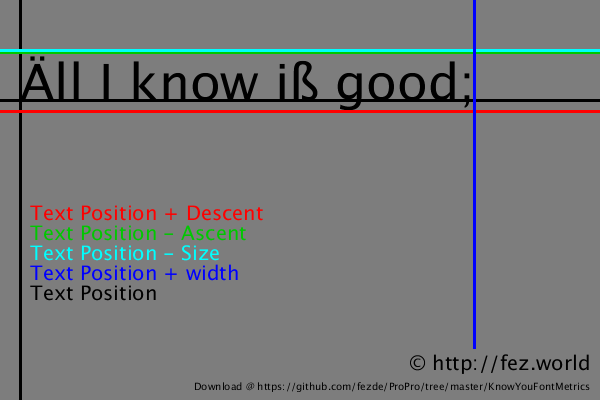 Äll I know iß good;
Text Position + Descent
Text Position - Ascent
Text Position - Size
Text Position + width
Text Position
© http://fez.world
Download @ https://github.com/fezde/ProPro/tree/master/KnowYouFontMetrics